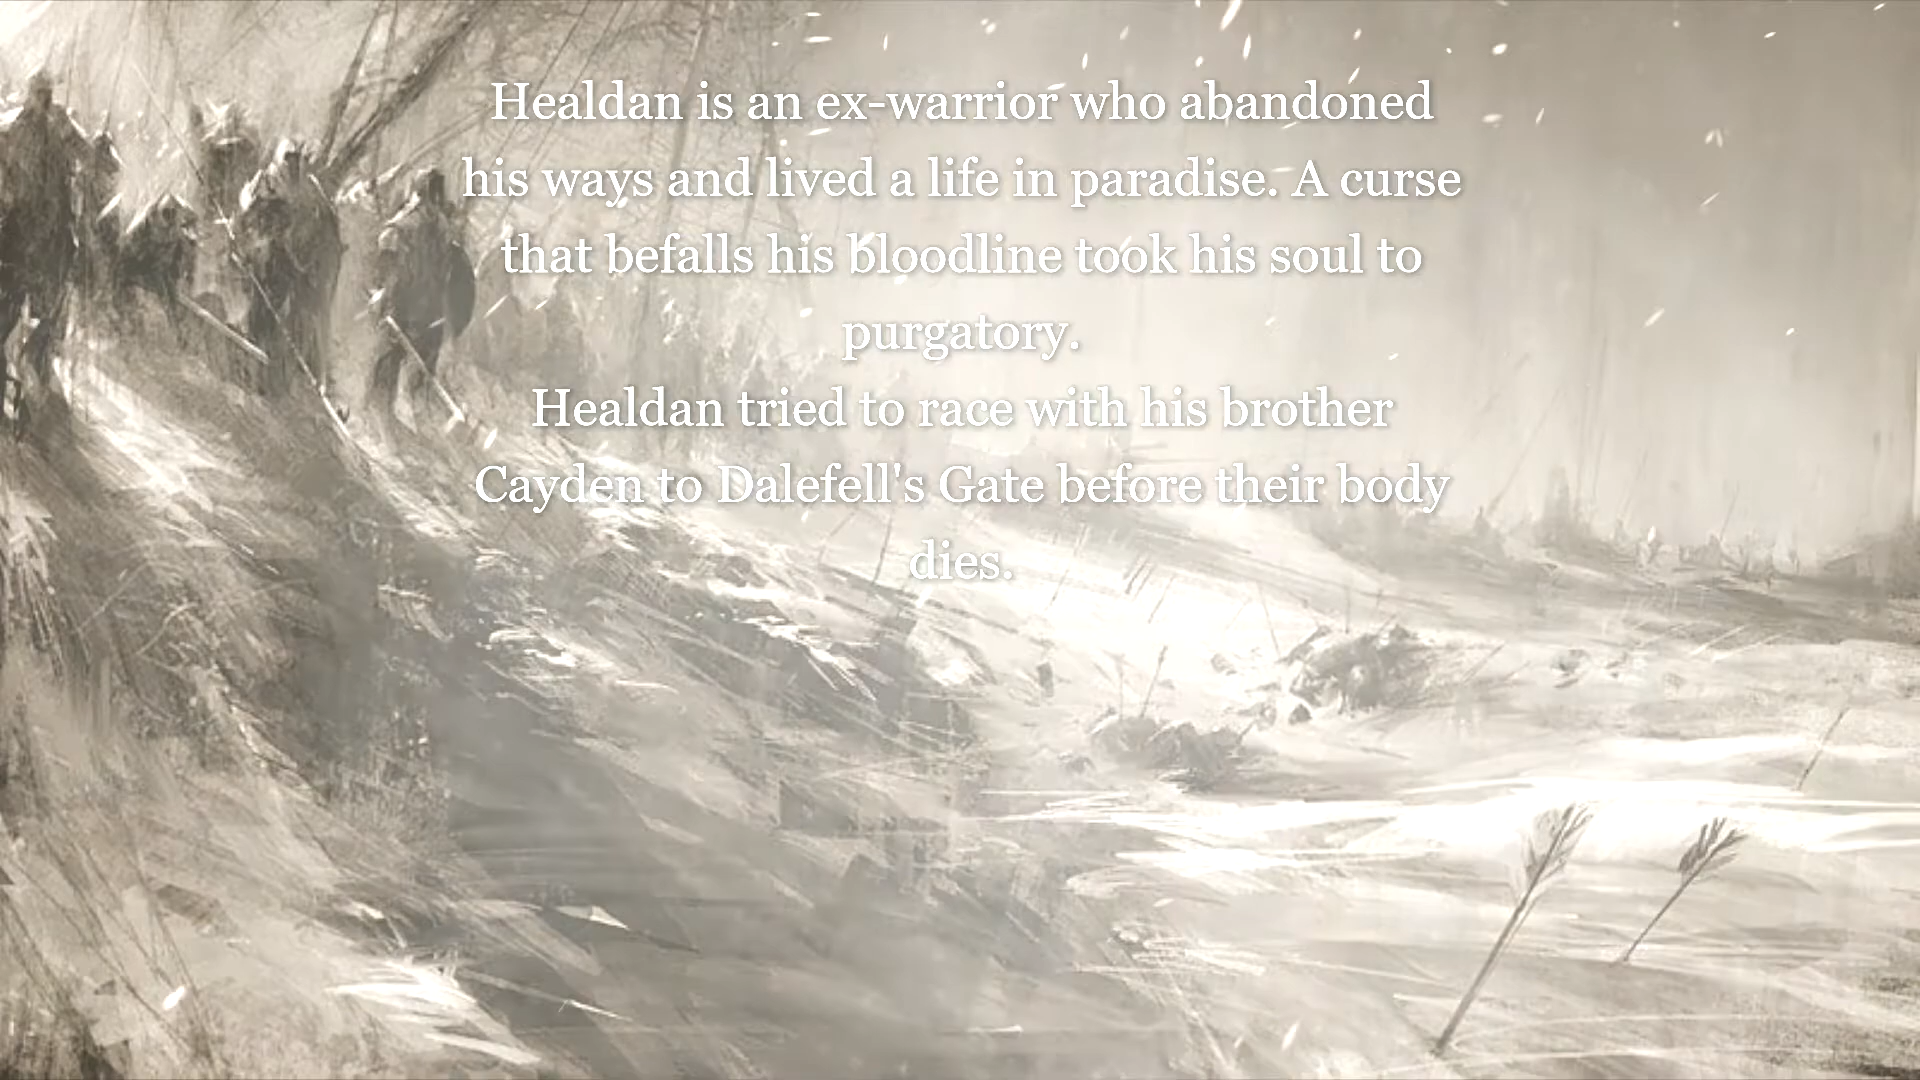 Healdan is an ex-warrior who abandoned
his ways and lived a life in paradise. A curse
that befalls his bloodline took his soul to
purgatory.
Healdan tried to race with his brother
Cayden to Dalefell's Gate before their body
dies.